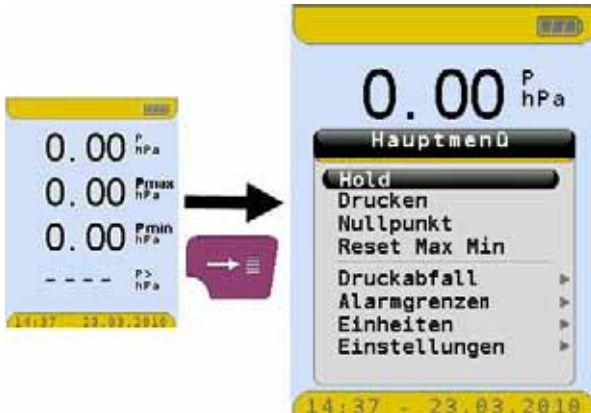 0.00 P hPa
0.00 Pmax hPa
0.00 Pmin hPa
---- P> hPa
14:37 - 23.03.2010
0.00 P hPa
Hauptmenü
Hold
Drucken
Nullpunkt
Reset Max Min
Druckabfall
Alarmgrenzen
Einheiten
Einstellungen
14:37 - 23.03.2010